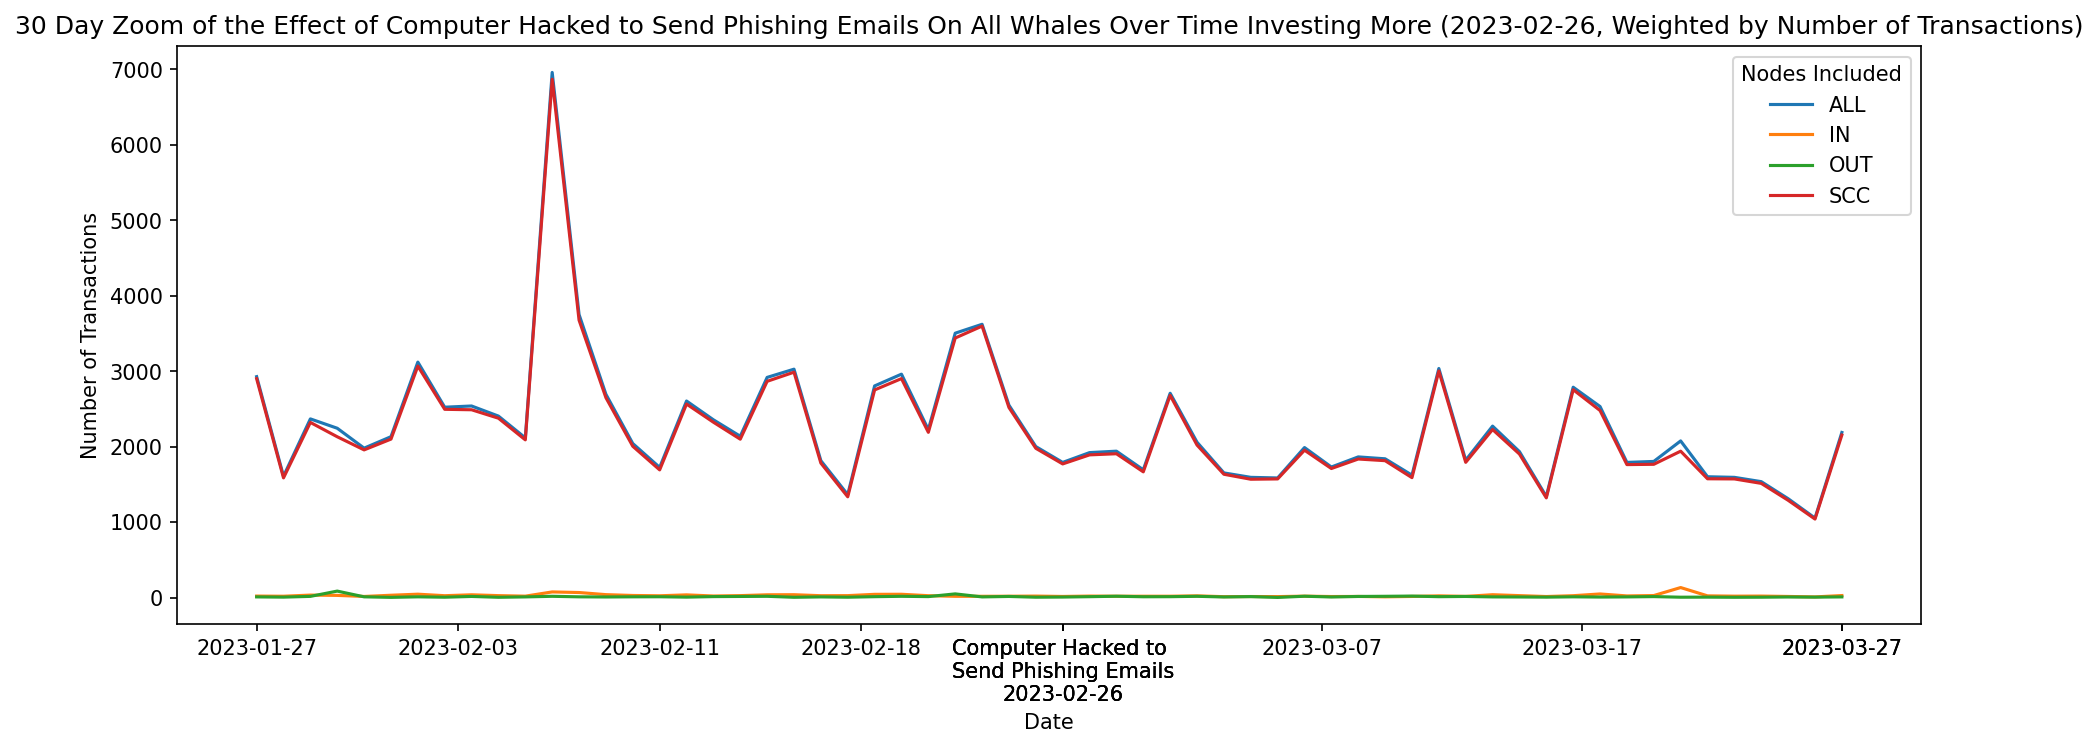 30 Day Zoom of the Effect of Computer Hacked to Send Phishing Emails On All Whales Over Time Investing More (2023-02-26, Weighted by Number of Transactions)
Nodes Included
ALL
IN
OUT
SCC
Number of Transactions
7000
6000
5000
4000
3000
2000
1000
0
2023-01-27
2023-02-03
2023-02-11
2023-02-18
Computer Hacked to
Send Phishing Emails
2023-02-26
2023-03-07
2023-03-17
2023-03-27
Date